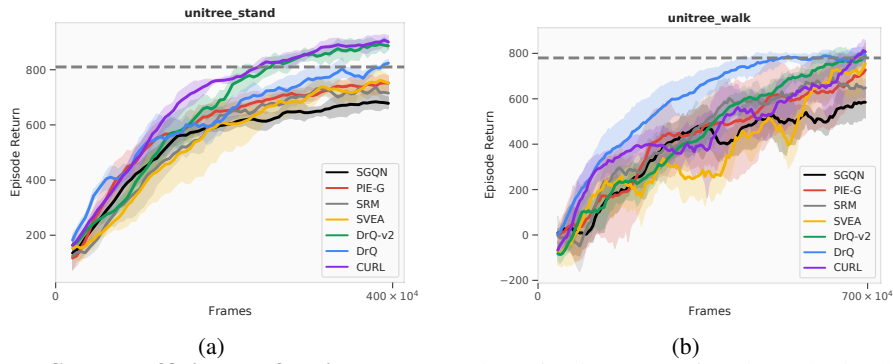 unitree_stand
Episode Return
800
600
400
200
0
400 × 10⁴
Frames
SGQN
PIE-G
SRM
SVEA
DrQ-v2
DrQ
CURL
(a)
unitree_walk
Episode Return
800
600
400
200
0
−200
0
700 × 10⁴
Frames
SGQN
PIE-G
SRM
SVEA
DrQ-v2
DrQ
CURL
(b)